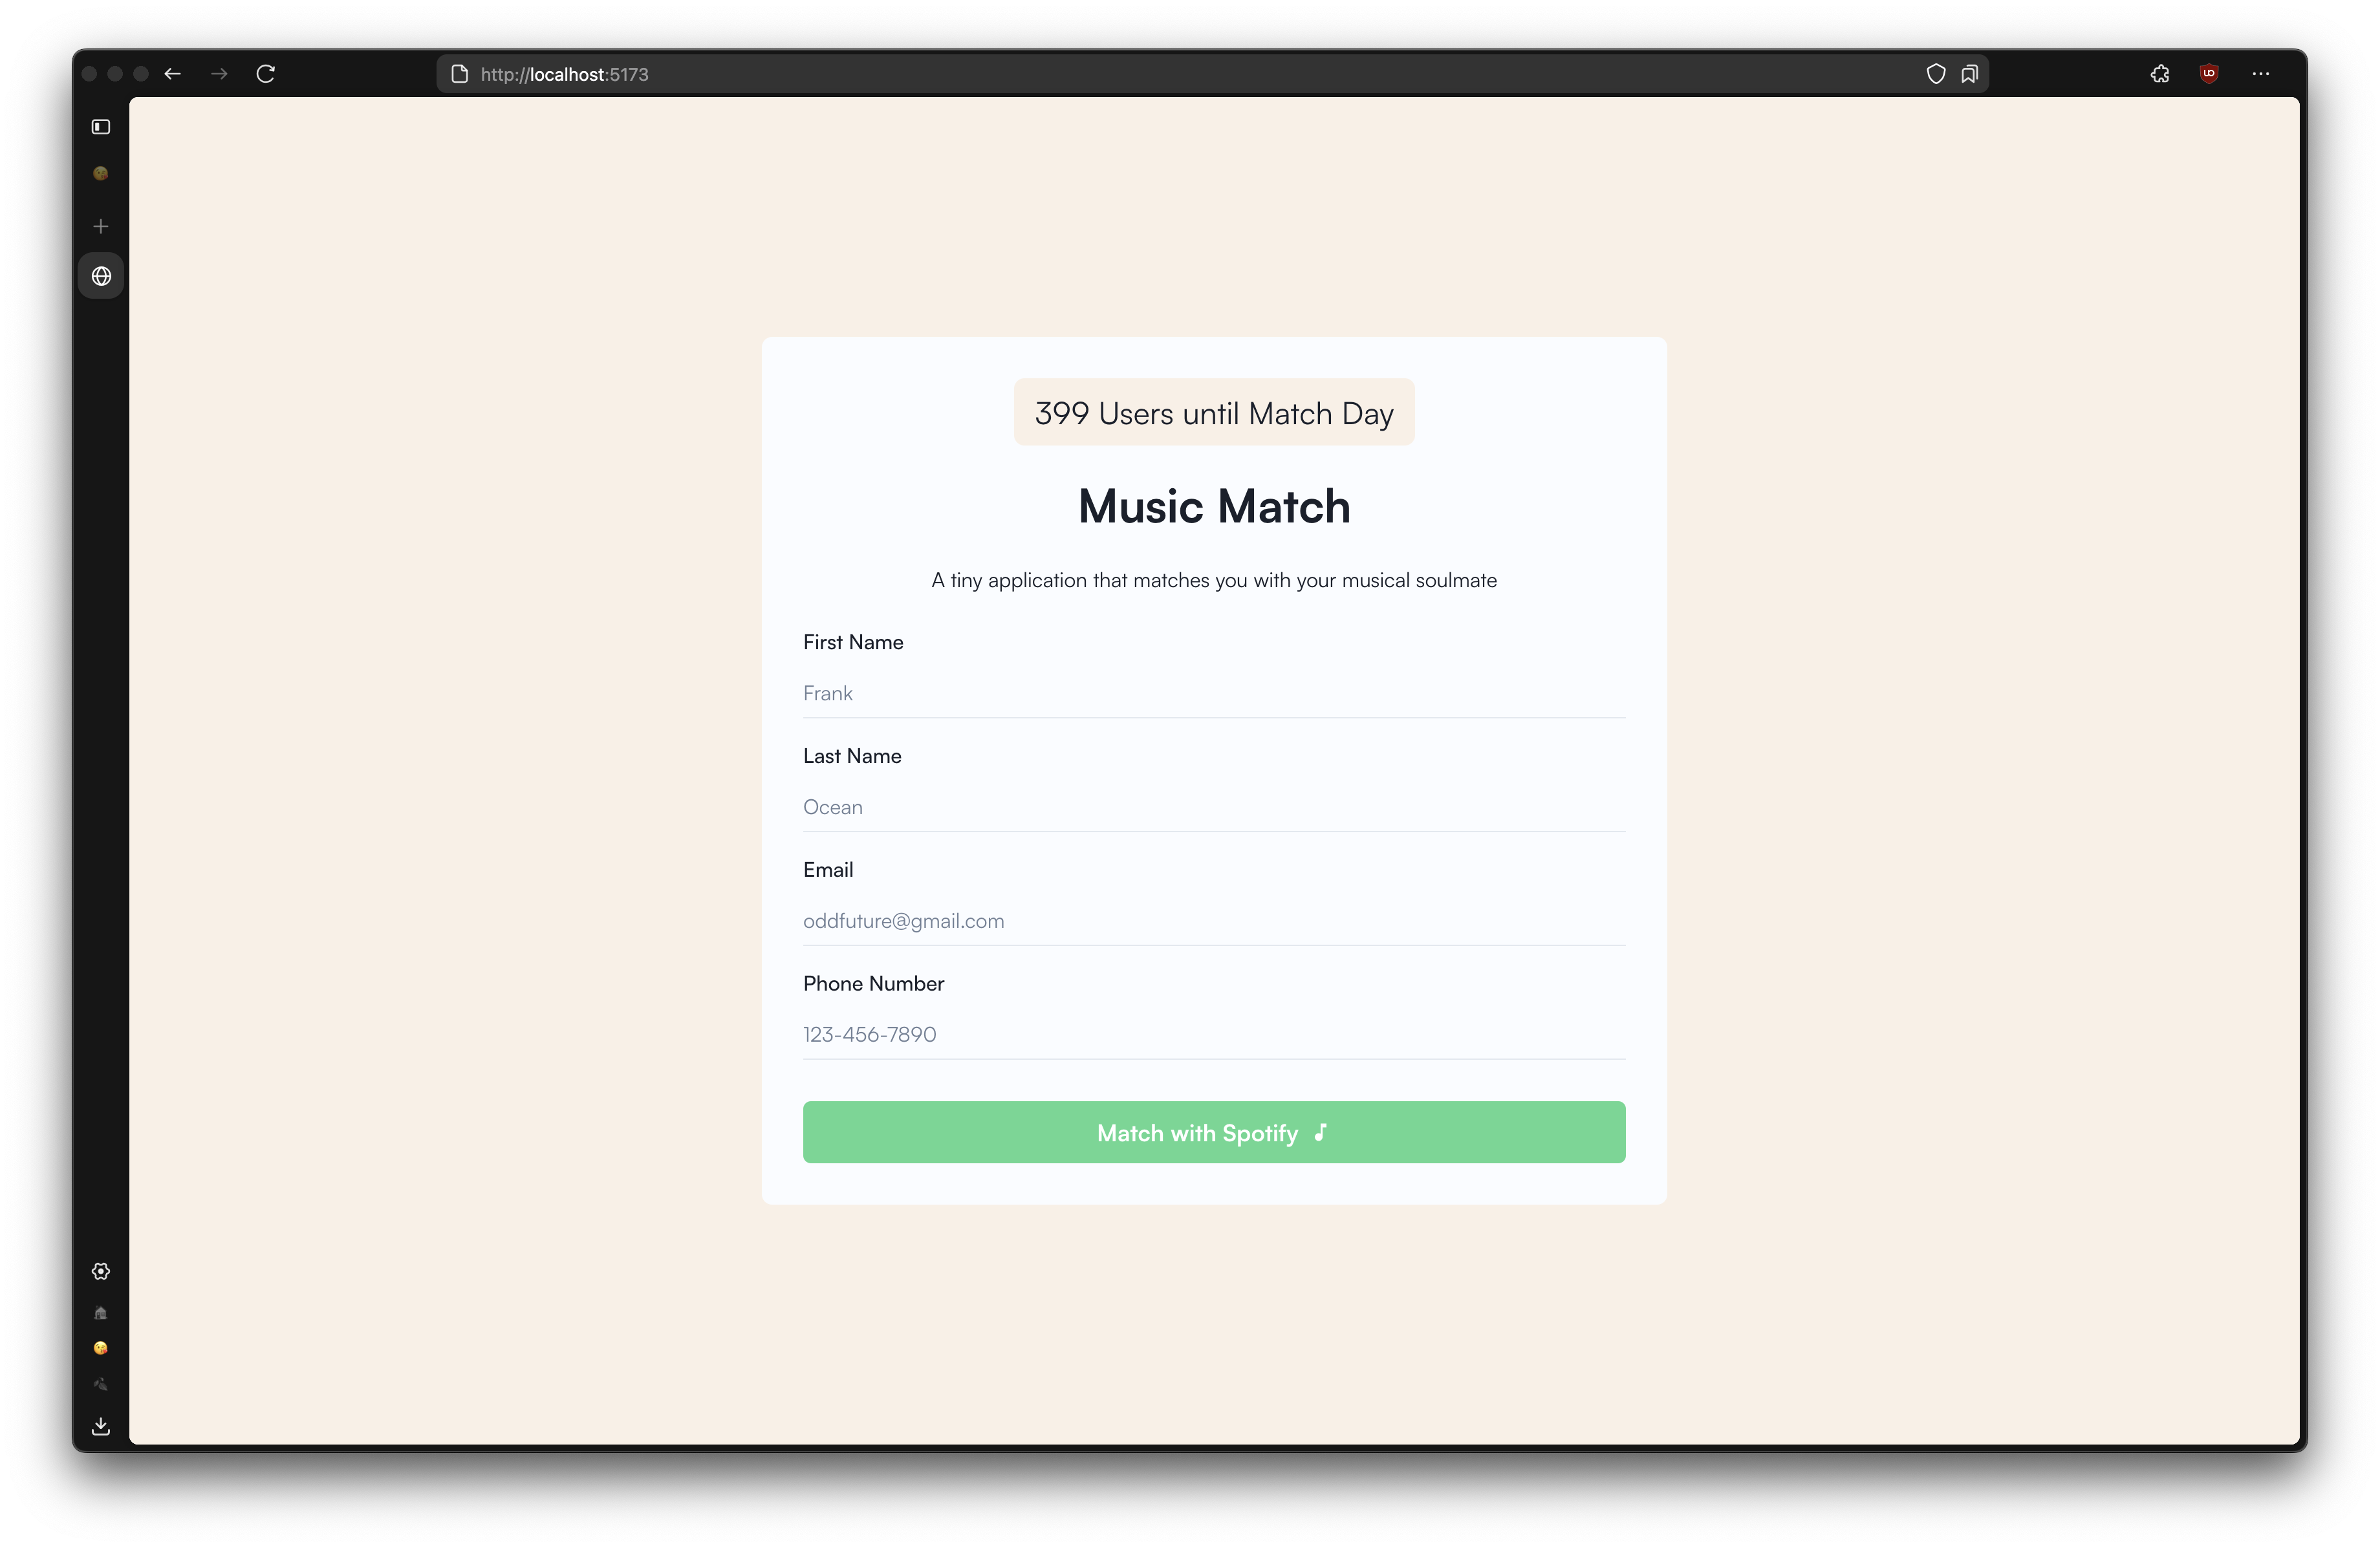 http://localhost:5173
399 Users until Match Day
Music Match
A tiny application that matches you with your musical soulmate
First Name
Frank
Last Name
Ocean
Email
oddfuture@gmail.com
Phone Number
123-456-7890
Match with Spotify